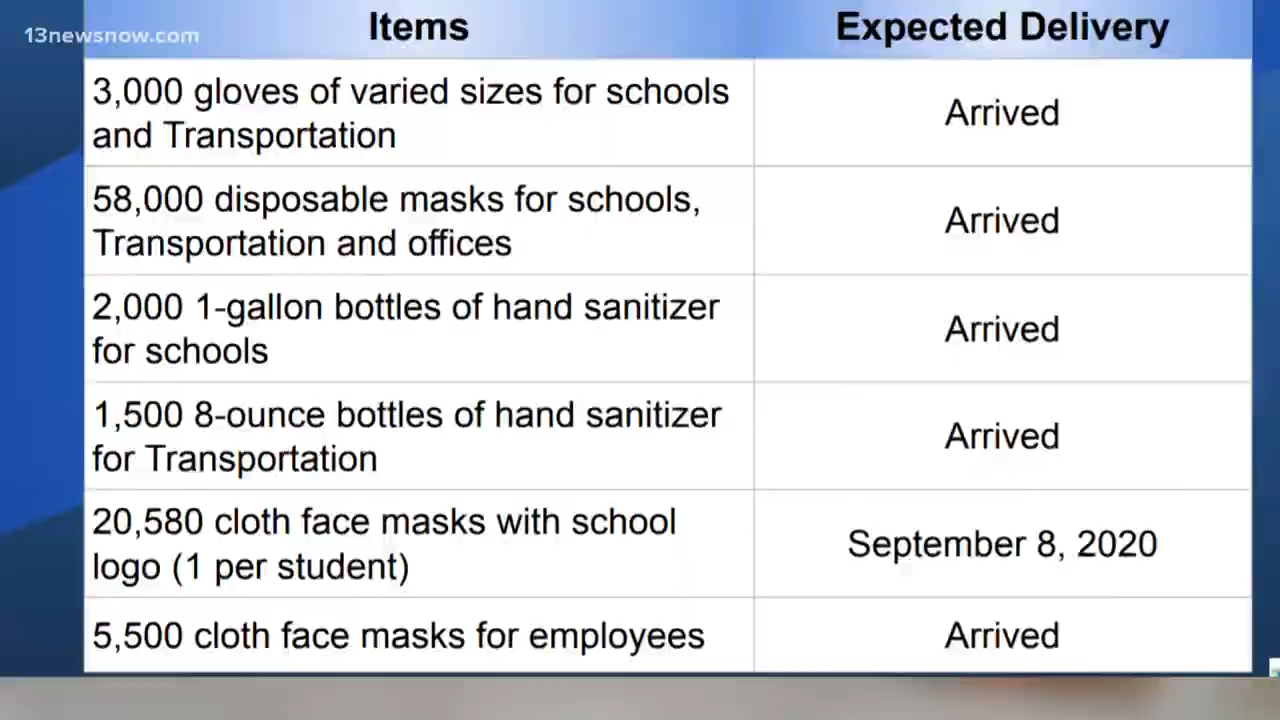 13newsnow.com
Items
Expected Delivery
3,000 gloves of varied sizes for schools
and Transportation
Arrived
58,000 disposable masks for schools,
Transportation and offices
Arrived
2,000 1-gallon bottles of hand sanitizer
for schools
Arrived
1,500 8-ounce bottles of hand sanitizer
for Transportation
Arrived
20,580 cloth face masks with school
logo (1 per student)
September 8, 2020
5,500 cloth face masks for employees
Arrived